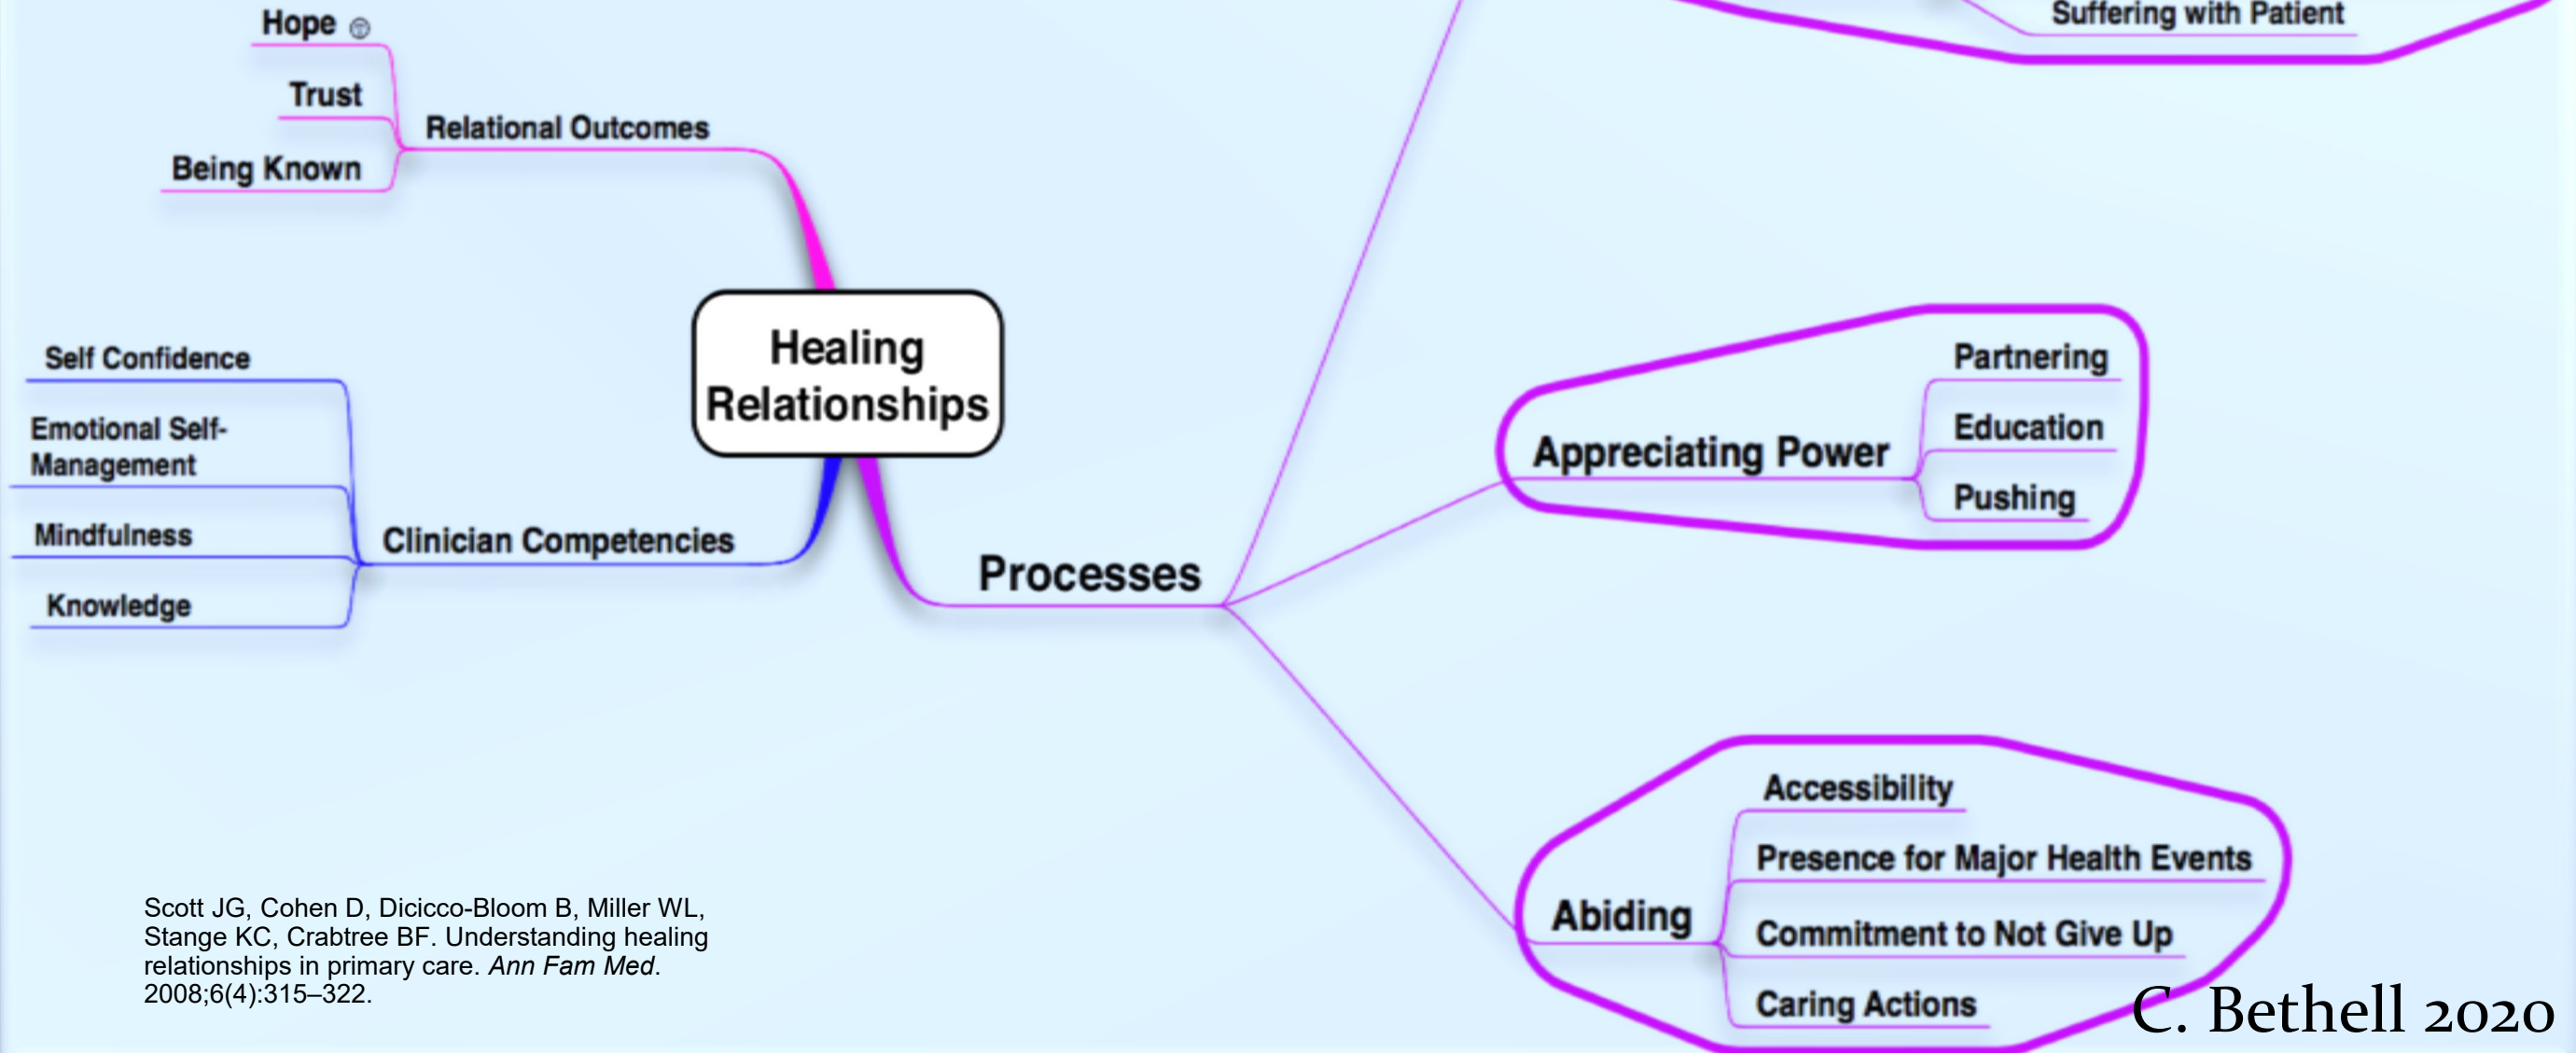 Hope
Trust
Being Known
Relational Outcomes
Suffering with Patient
Healing
Relationships
Self Confidence
Emotional Self-
Management
Mindfulness
Knowledge
Clinician Competencies
Processes
Appreciating Power
Partnering
Education
Pushing
Abiding
Accessibility
Presence for Major Health Events
Commitment to Not Give Up
Caring Actions
Scott JG, Cohen D, Dicicco-Bloom B, Miller WL,
Stange KC, Crabtree BF. Understanding healing
relationships in primary care. Ann Fam Med.
2008;6(4):315–322.
C. Bethell 2020